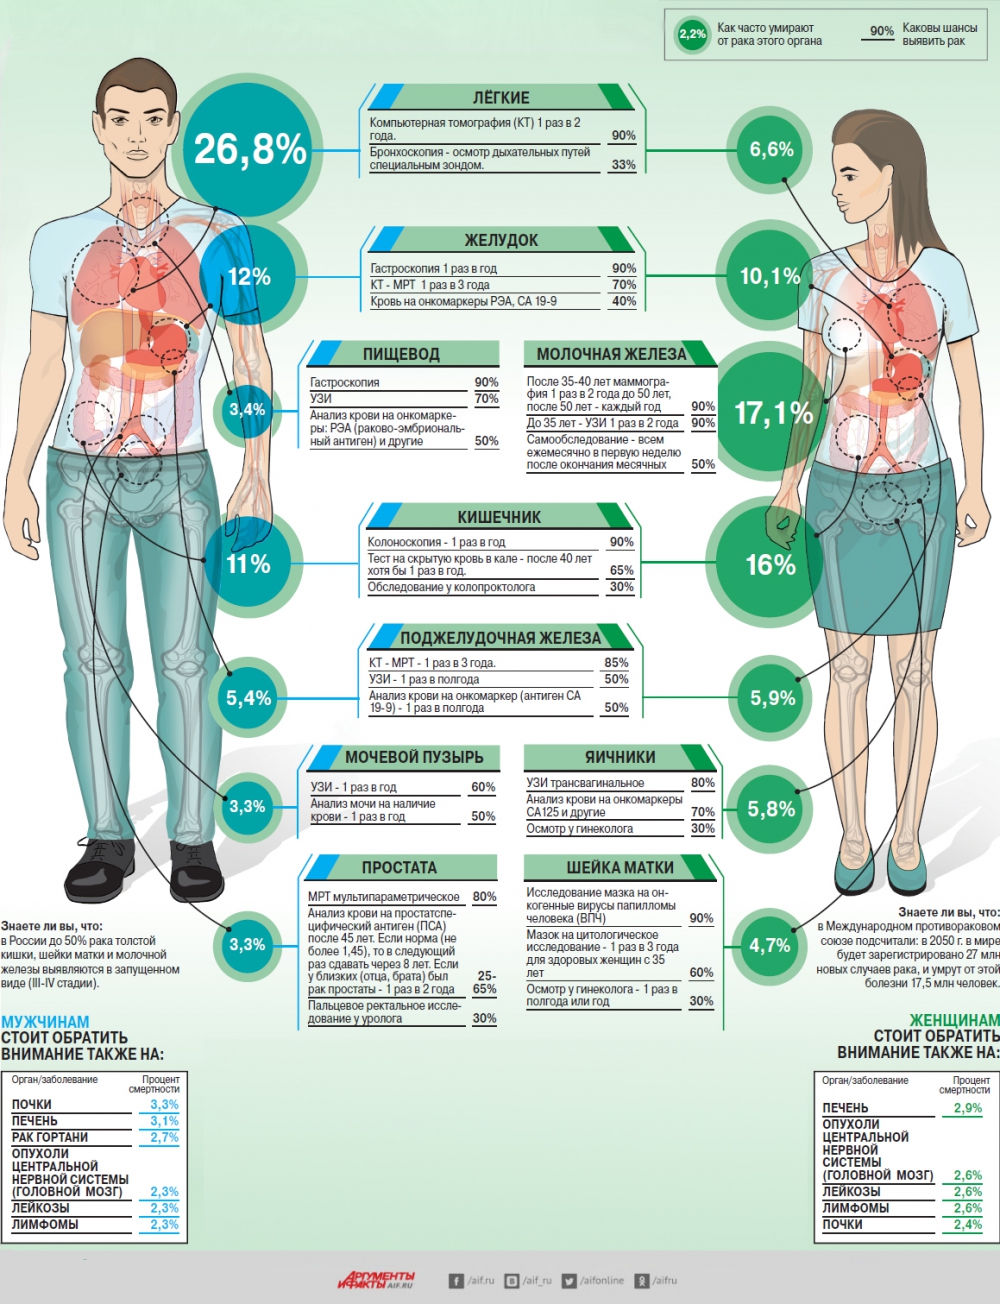 2,2%
Как часто умирают
от рака этого органа
90%
Каковы шансы
выявить рак
ЛЁГКИЕ
Компьютерная томография (КТ) 1 раз в 2
года.
90%
Бронхоскопия - осмотр дыхательных путей
специальным зондом.
33%
26,8%
6,6%
ЖЕЛУДОК
Гастроскопия 1 раз в год
90%
КТ - МРТ 1 раз в 3 года
70%
Кровь на онкомаркеры РЭА, СА 19-9
40%
12%
10,1%
ПИЩЕВОД
Гастроскопия
90%
УЗИ
70%
Анализ крови на онкомарке-
ры: РЭА (раково-эмбриональ-
ный антиген) и другие
50%
3,4%
МОЛОЧНАЯ ЖЕЛЕЗА
После 35-40 лет маммогра-
фия 1 раз в 2 года до 50 лет,
после 50 лет - каждый год
90%
До 35 лет - УЗИ 1 раз в 2 года
90%
Самообследование - всем
ежемесячно в первую неделю
после окончания месячных
50%
17,1%
КИШЕЧНИК
Колоноскопия - 1 раз в год
90%
Тест на скрытую кровь в кале - после 40 лет
хотя бы 1 раз в год.
65%
Обследование у колопроктолога
30%
11%
16%
ПОДЖЕЛУДОЧНАЯ ЖЕЛЕЗА
КТ - МРТ - 1 раз в 3 года.
85%
УЗИ - 1 раз в полгода
50%
Анализ крови на онкомаркер (антиген СА
19-9) - 1 раз в полгода
50%
5,4%
5,9%
МОЧЕВОЙ ПУЗЫРЬ
УЗИ - 1 раз в год
60%
Анализ мочи на наличие
крови - 1 раз в год
50%
3,3%
ЯИЧНИКИ
УЗИ трансвагинальное
80%
Анализ крови на онкомаркеры
СА125 и другие
70%
Осмотр у гинеколога
30%
5,8%
ПРОСТАТА
МРТ мультипараметрическое
80%
Анализ крови на простатспе-
цифический антиген (ПСА)
после 45 лет. Если норма (не
более 1,45), то в следующий
раз сдавать через 8 лет. Если
у близких (отца, брата) был
рак простаты - 1 раз в 2 года
25-
65%
Пальцевое ректальное иссле-
дование у уролога
30%
3,3%
ШЕЙКА МАТКИ
Исследование мазка на он-
когенные вирусы папилломы
человека (ВПЧ)
90%
Мазок на цитологическое
исследование - 1 раз в 3 года
для здоровых женщин с 35
лет
60%
Осмотр у гинеколога - 1 раз в
полгода или год
30%
4,7%
Знаете ли вы, что:
в России до 50% рака толстой
кишки, шейки матки и молочной
железы выявляются в запущенном
виде (III-IV стадии).
Знаете ли вы, что:
в Международном противораковом
союзе подсчитали: в 2050 г. в мире
будет зарегистрировано 27 млн
новых случаев рака, и умрут от этой
болезни 17,5 млн человек.
МУЖЧИНАМ
СТОИТ ОБРАТИТЬ
ВНИМАНИЕ ТАКЖЕ НА:
Орган/заболевание
Процент
смертности
ПОЧКИ 3,3%
ПЕЧЕНЬ 3,1%
РАК ГОРТАНИ 2,7%
ОПУХОЛИ
ЦЕНТРАЛЬНОЙ
НЕРВНОЙ СИСТЕМЫ
(ГОЛОВНОЙ МОЗГ) 2,3%
ЛЕЙКОЗЫ 2,3%
ЛИМФОМЫ 2,3%
ЖЕНЩИНАМ
СТОИТ ОБРАТИТЬ
ВНИМАНИЕ ТАКЖЕ НА:
Орган/заболевание
Процент
смертности
ПЕЧЕНЬ 2,9%
ОПУХОЛИ
ЦЕНТРАЛЬНОЙ
НЕРВНОЙ
СИСТЕМЫ
(ГОЛОВНОЙ МОЗГ) 2,6%
ЛЕЙКОЗЫ 2,6%
ЛИМФОМЫ 2,6%
ПОЧКИ 2,4%
АРГУМЕНТЫ
И ФАКТЫ AIF.RU
/aif.ru
/aif_ru
/aifonline
/aifru